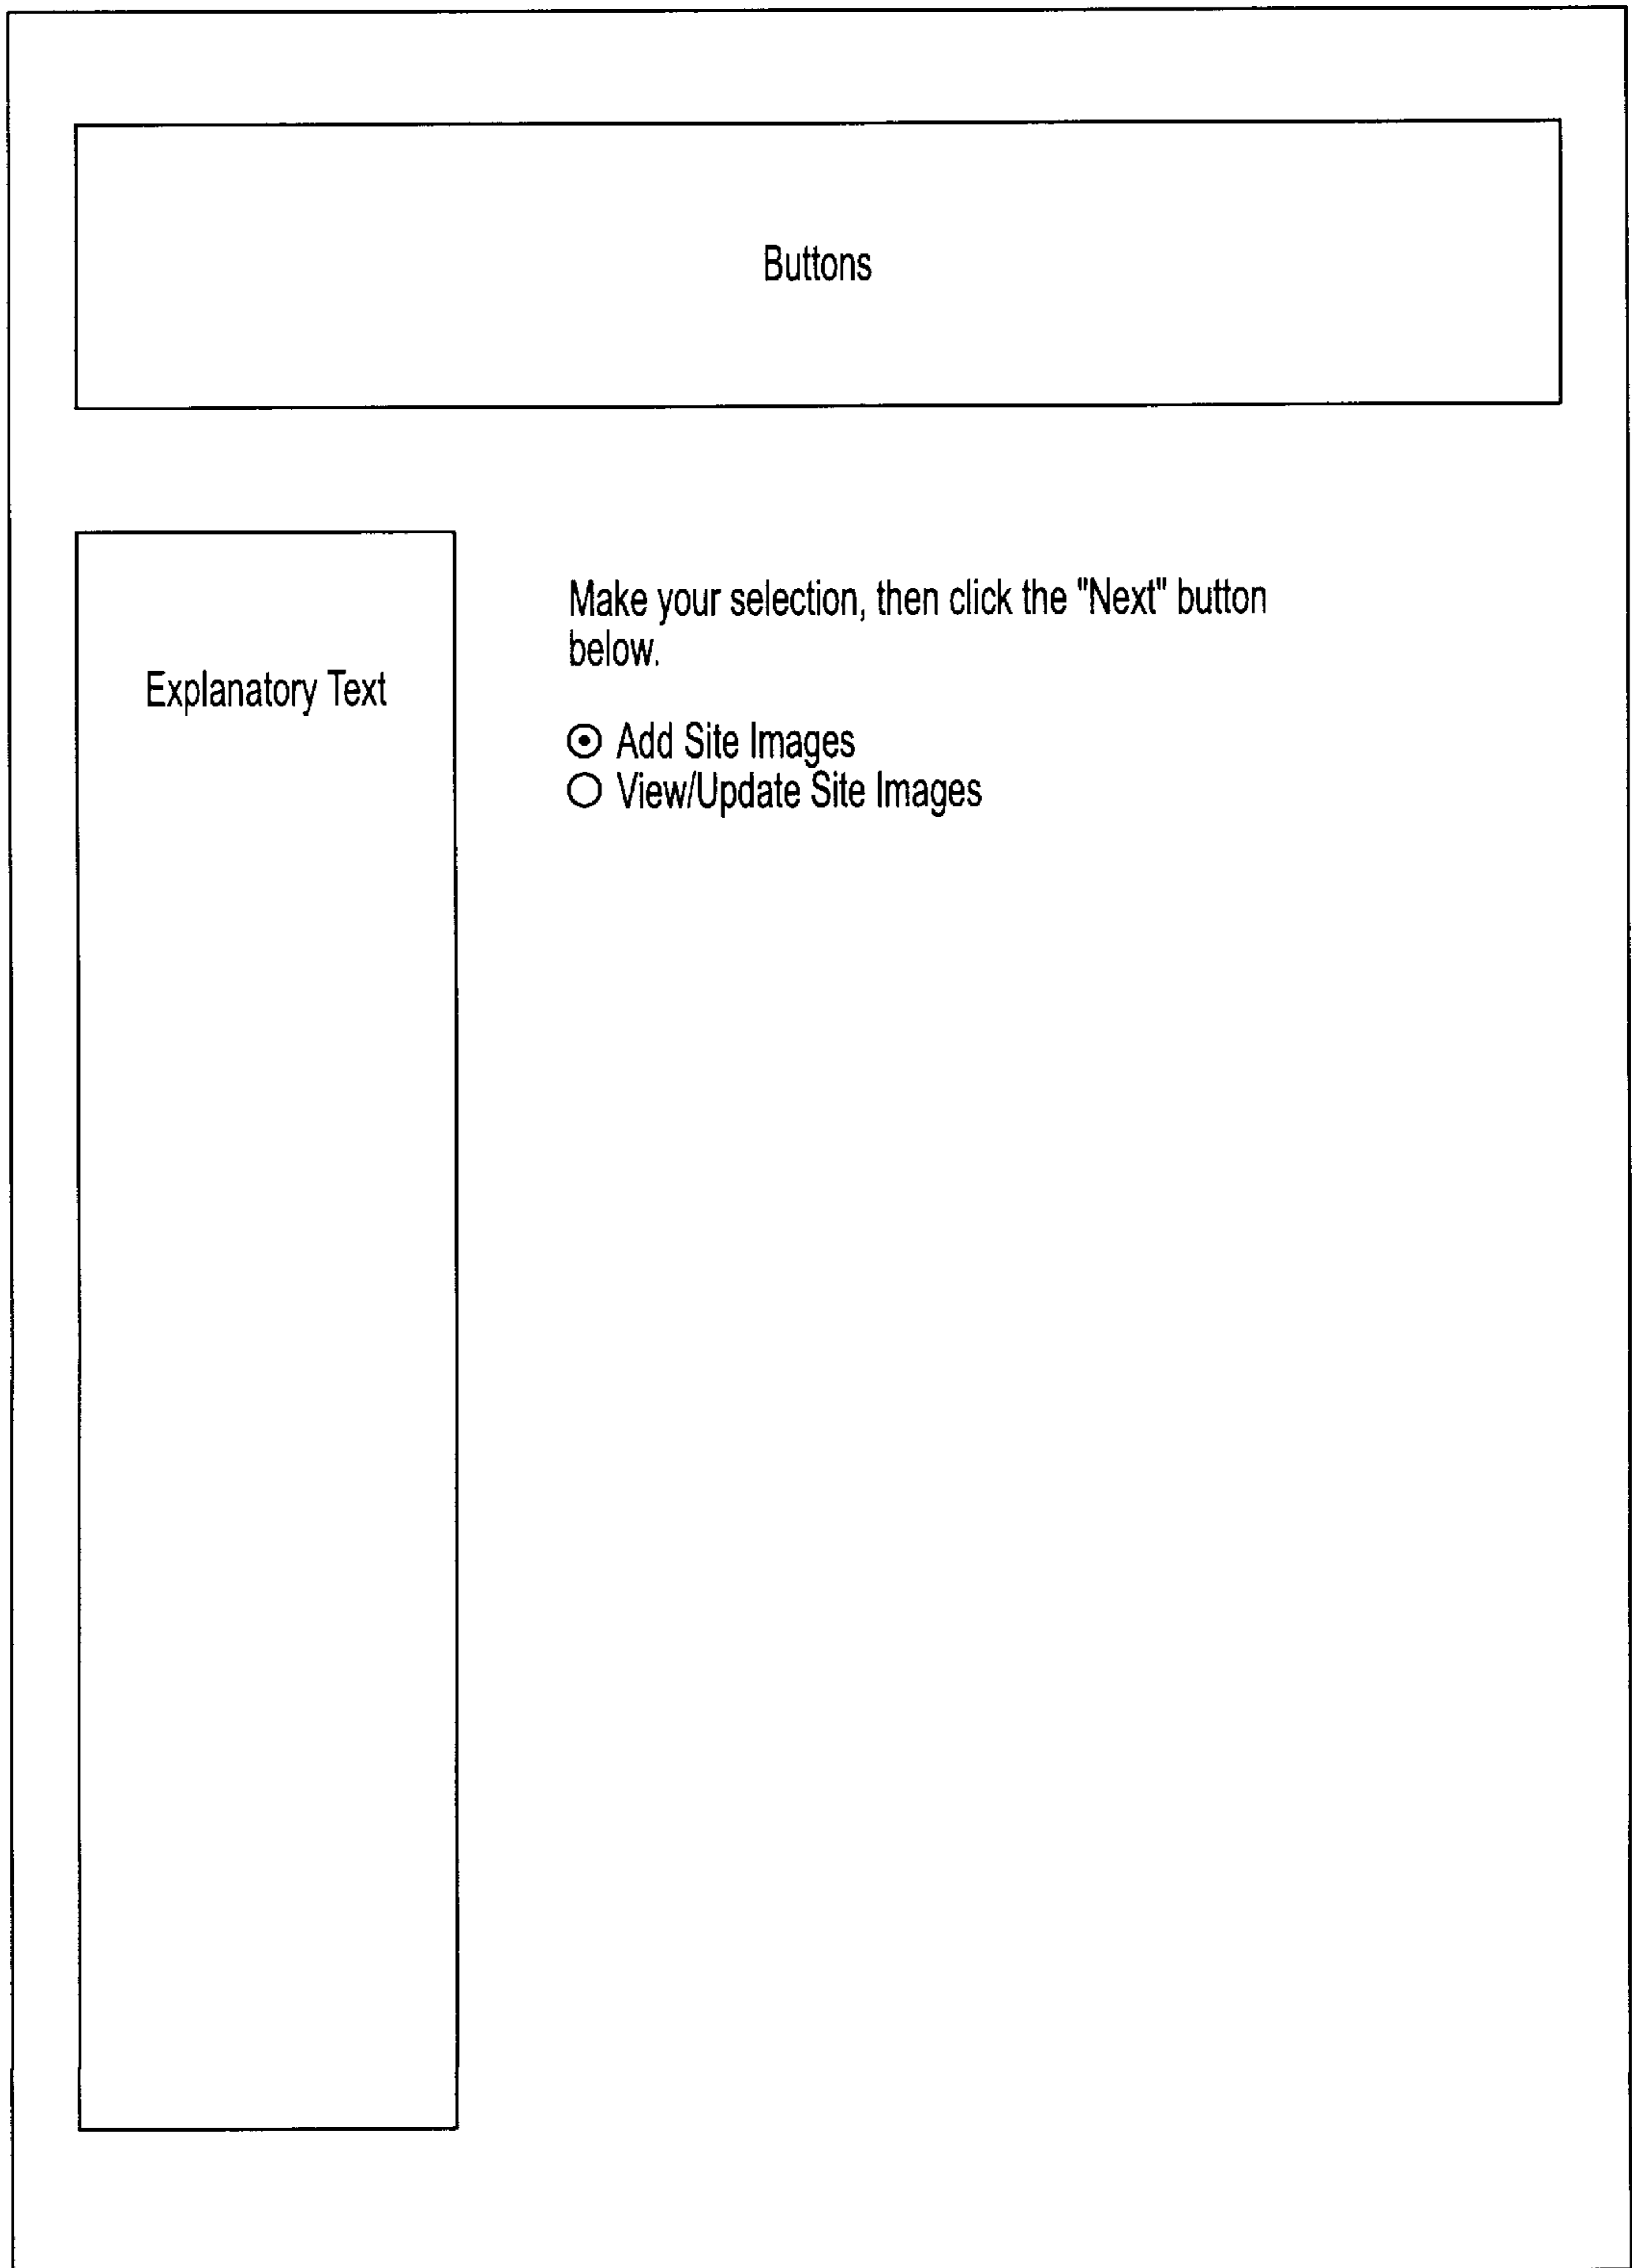 Buttons
Explanatory Text
Make your selection, then click the "Next" button
below.
Add Site Images
View/Update Site Images